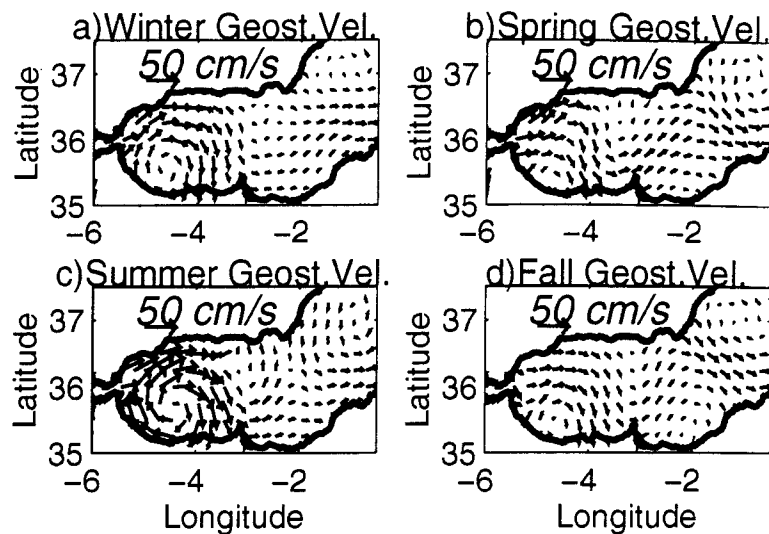 a)Winter Geost.Vel.
b)Spring Geost.Vel.
50 cm/s
50 cm/s
37
36
35
Latitude
37
36
35
Latitude
-6
-4
-2
-6
-4
-2
c)Summer Geost.Vel.
d)Fall Geost.Vel.
50 cm/s
50 cm/s
37
36
35
Latitude
37
36
35
Latitude
-6
-4
-2
-6
-4
-2
Longitude
Longitude